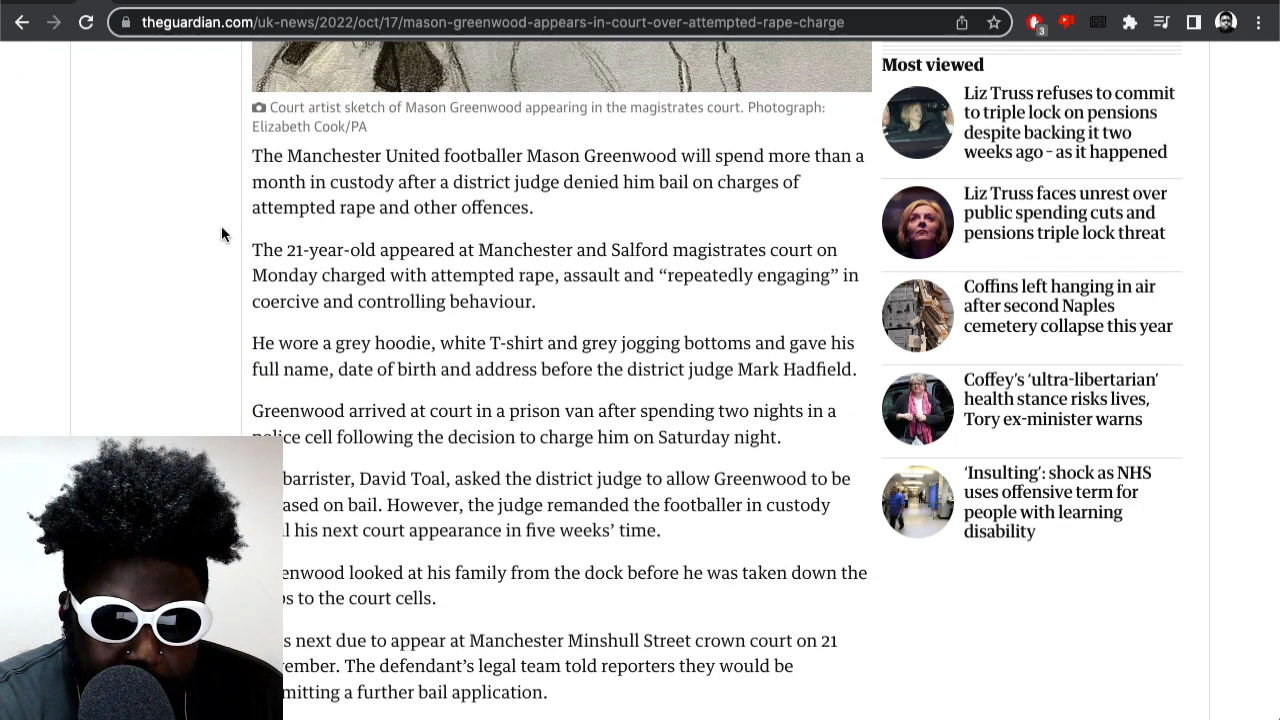 theguardian.com/uk-news/2022/oct/17/mason-greenwood-appears-in-court-over-attempted-rape-charge
3
Court artist sketch of Mason Greenwood appearing in the magistrates court. Photograph:
Elizabeth Cook/PA
The Manchester United footballer Mason Greenwood will spend more than a
month in custody after a district judge denied him bail on charges of
attempted rape and other offences.
The 21-year-old appeared at Manchester and Salford magistrates court on
Monday charged with attempted rape, assault and “repeatedly engaging” in
coercive and controlling behaviour.
He wore a grey hoodie, white T-shirt and grey jogging bottoms and gave his
full name, date of birth and address before the district judge Mark Hadfield.
Greenwood arrived at court in a prison van after spending two nights in a
police cell following the decision to charge him on Saturday night.
barrister, David Toal, asked the district judge to allow Greenwood to be
ased on bail. However, the judge remanded the footballer in custody
l his next court appearance in five weeks’ time.
enwood looked at his family from the dock before he was taken down the
s to the court cells.
s next due to appear at Manchester Minshull Street crown court on 21
ember. The defendant’s legal team told reporters they would be
mitting a further bail application.
Most viewed
Liz Truss refuses to commit
to triple lock on pensions
despite backing it two
weeks ago – as it happened
Liz Truss faces unrest over
public spending cuts and
pensions triple lock threat
Coffins left hanging in air
after second Naples
cemetery collapse this year
Coffey’s ‘ultra-libertarian’
health stance risks lives,
Tory ex-minister warns
‘Insulting’: shock as NHS
uses offensive term for
people with learning
disability